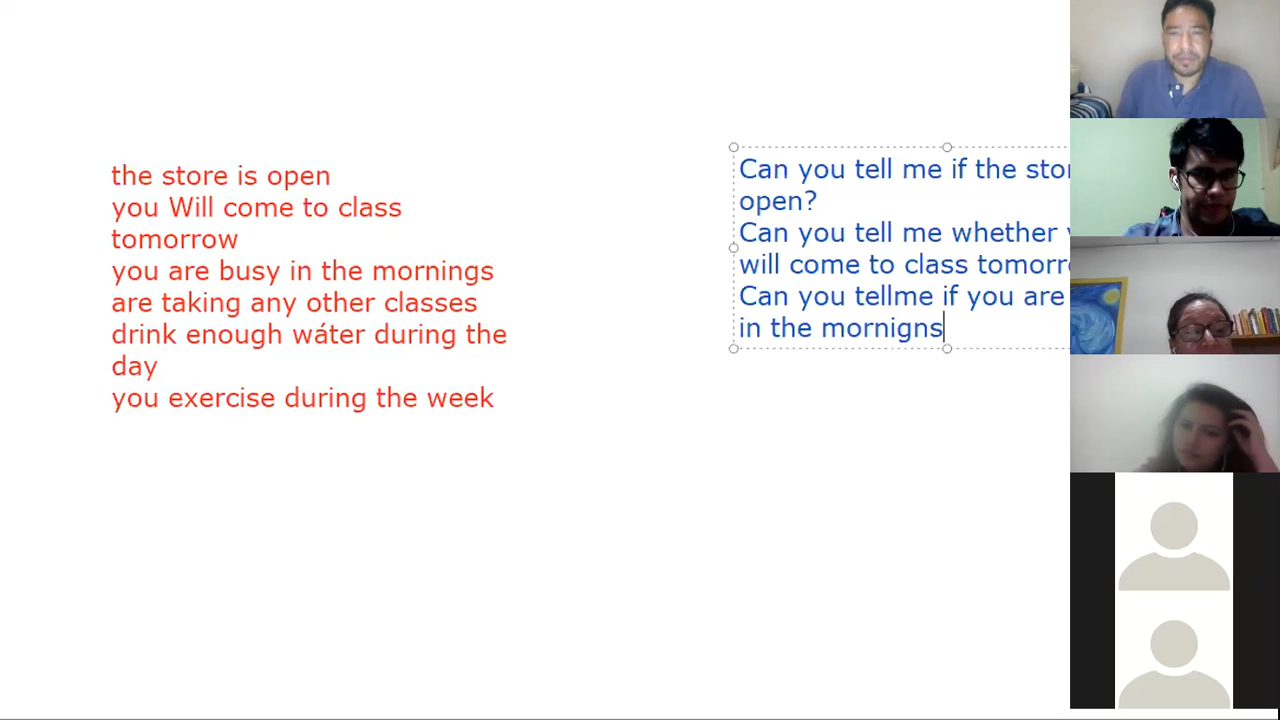 the store is open
you Will come to class
tomorrow
you are busy in the mornings
are taking any other classes
drink enough wáter during the
day
you exercise during the week
Can you tell me if the
open?
Can you tell me whether
will come to class
Can you tellme if you are
in the mornigns